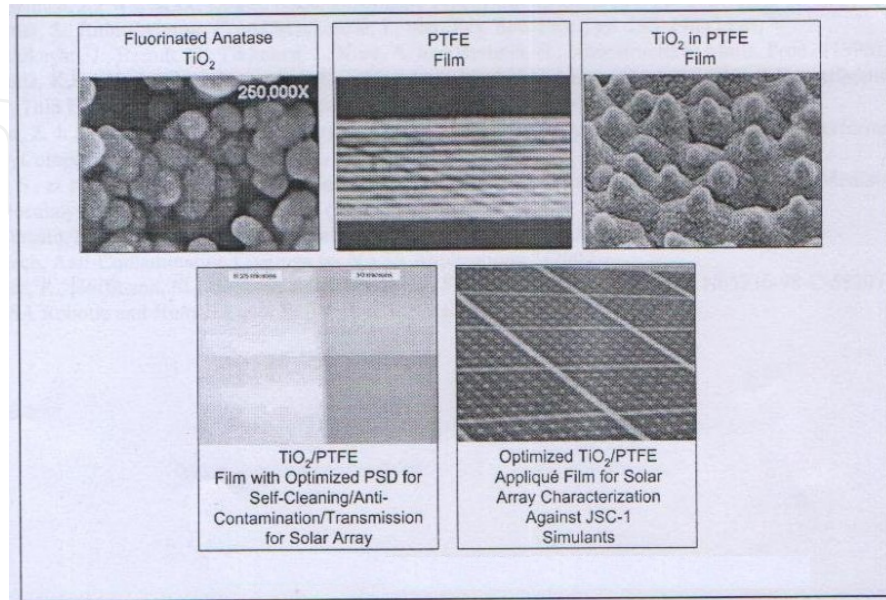 Fluorinated Anatase
TiO₂
PTFE
Film
TiO₂ in PTFE
Film
250,000X
microns
microns
TiO₂/PTFE
Film with Optimized PSD for
Self-Cleaning/Anti-
Contamination/Transmission
for Solar Array
Optimized TiO₂/PTFE
Appliqué Film for Solar
Array Characterization
Against JSC-1
Simulants